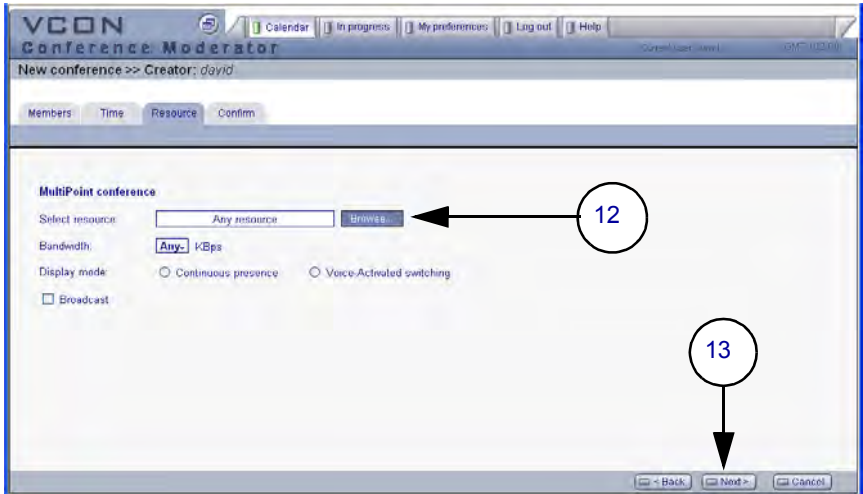 VCON
Calendar In progress My preferences Log out Help
Conference Moderator
New conference >> Creator: david
Members Time Resource Confirm
MultiPoint conference
Select resource Any resource Browse...
12
Bandwidth: Any- KBps
Display mode: Continuous presence Voice-Activated switching
Broadcast
13
< Back Next > Cancel